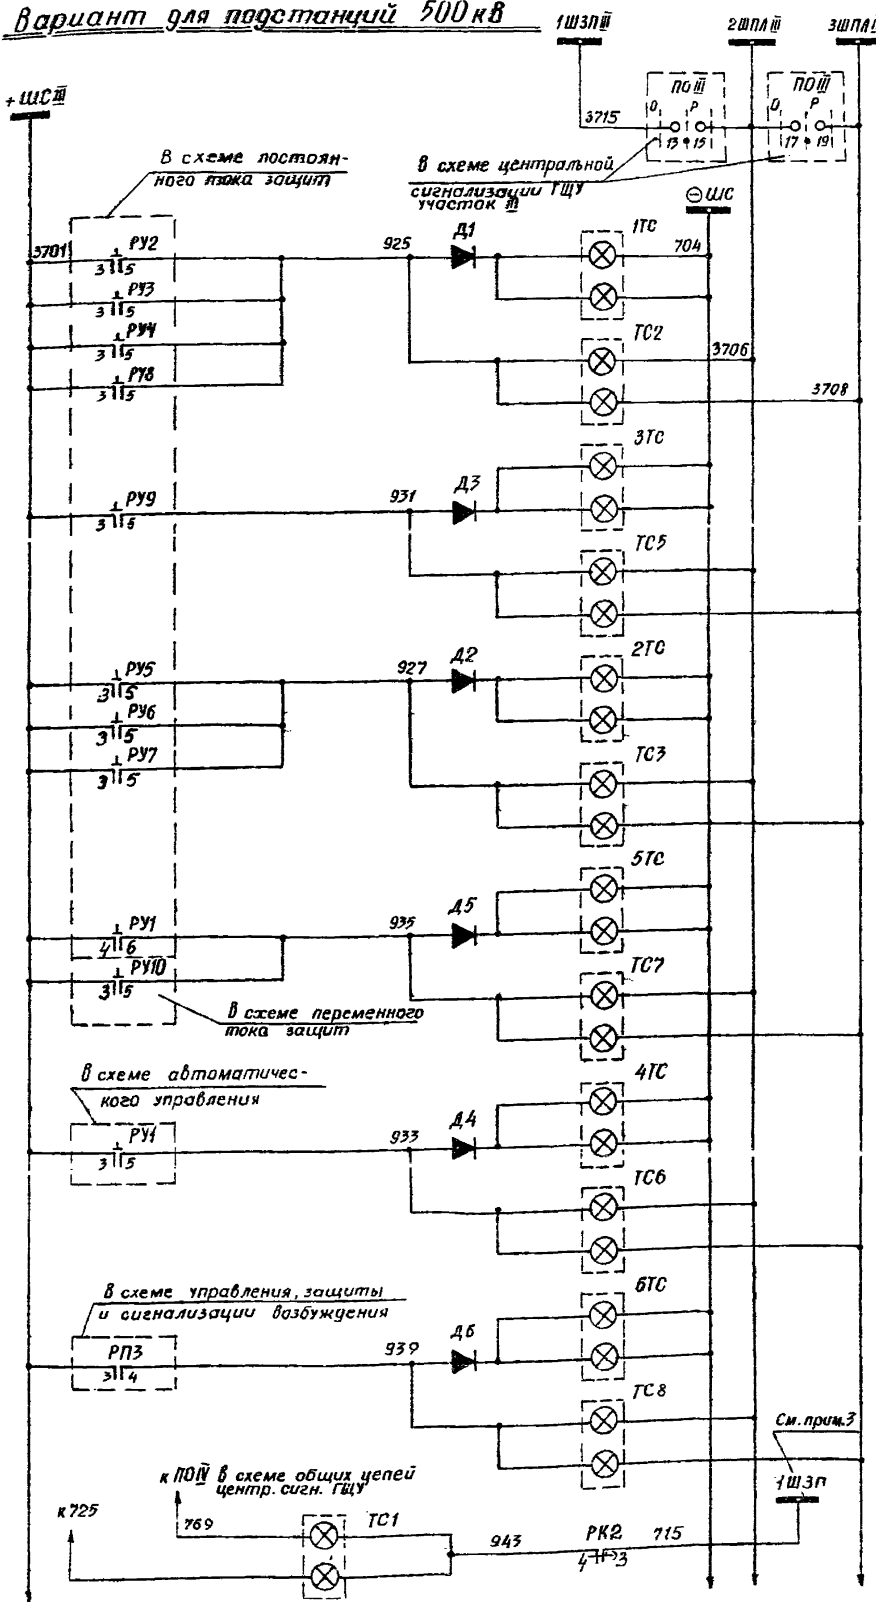 Вариант для подстанций 500 кВ
1ШЗП III
2ШПЛ III
3ШПЛ
+ШС III
ПО III
ПО III
О Р
О Р
3715
13 15
17 19
В схеме постоян-
ного тока защит
В схеме центральной
сигнализации ГЩУ
участок III
⊖ШС
3701
РУ2
3 5
925
Д1
1ТС
704
РУ3
3 5
РУ4
3 5
ТС2
3706
РУ8
3 5
3708
3ТС
РУ9
3 5
931
Д3
ТС5
РУ5
3 5
927
Д2
2ТС
РУ6
3 5
РУ7
3 5
ТС3
5ТС
РУ1
4 6
935
Д5
РУ10
3 5
ТС7
В схеме переменного
тока защит
В схеме автоматичес-
кого управления
4ТС
РУ1
3 5
933
Д4
ТС6
В схеме управления, защиты
и сигнализации возбуждения
6ТС
РП3
3 4
939
Д6
ТС8
См. прим. 3
к ПО IV в схеме общих цепей
центр. сигн. ГЩУ
1ШЗП
к 725
769
ТС1
943
РК2
4 3
715